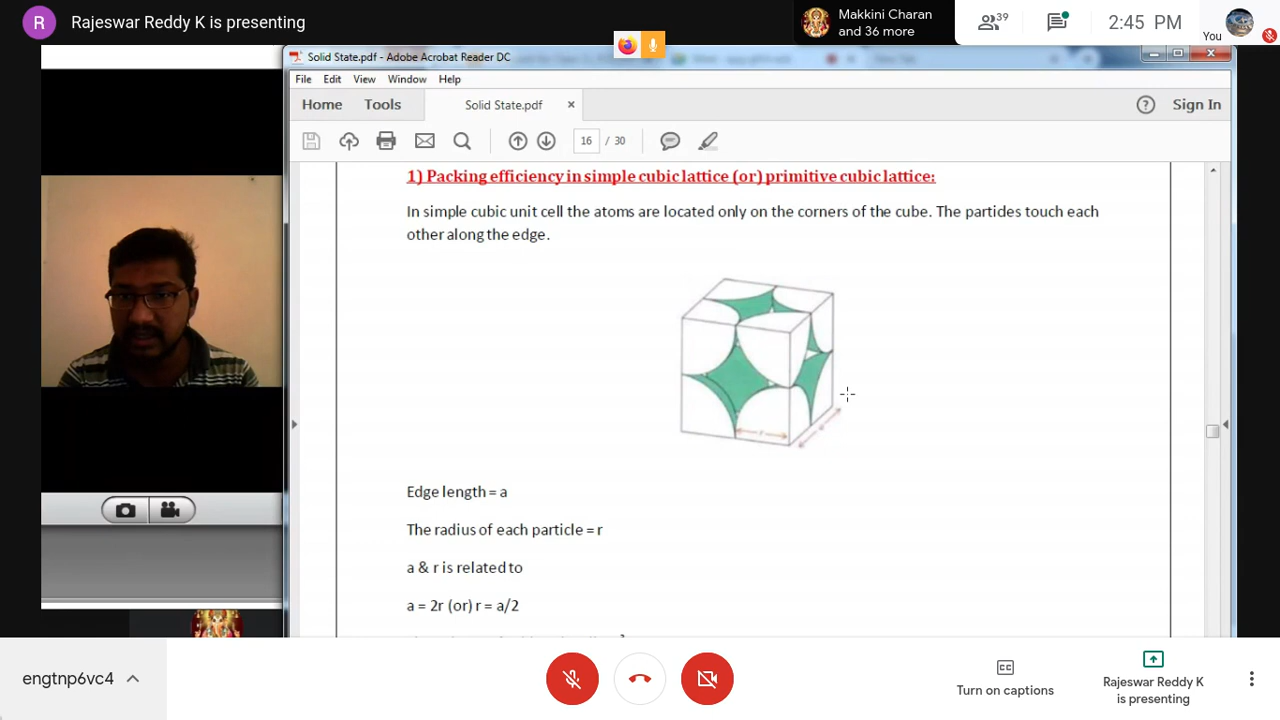 R
Rajeswar Reddy K is presenting
Makkini Charan
and 36 more
39
2:45 PM
You
Solid State.pdf - Adobe Acrobat Reader DC
File Edit View Window Help
Home Tools Solid State.pdf × ? Sign In
16 / 30
1) Packing efficiency in simple cubic lattice (or) primitive cubic lattice:
In simple cubic unit cell the atoms are located only on the corners of the cube. The particles touch each
other along the edge.
r
Edge length = a
The radius of each particle = r
a & r is related to
a = 2r (or) r = a/2
engtnp6vc4
CC
Turn on captions
Rajeswar Reddy K
is presenting